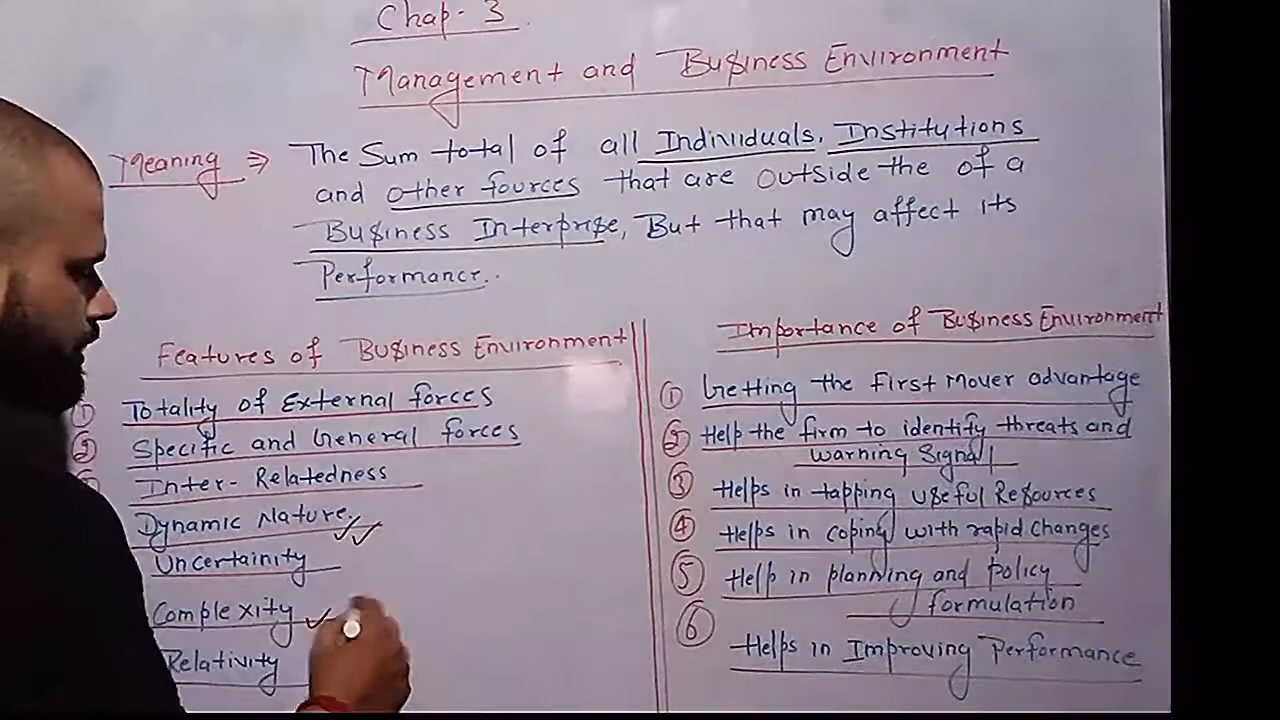 Chap- 3
Management and Business Environment
Meaning ⇒ The Sum total of all Individuals, Institutions
and other fources that are outside the of a
Business Interprise, But that may affect its
Performance..
Features of Business Environment
① Totality of External forces
② Specific and General forces
Inter- Relatedness
Dynamic Nature.
Uncertainity
Complexity
Relativity
Importance of Business Environment
① Getting the First Mover advantage
② Help the firm to identify threats and
warning Signal
③ Helps in tapping useful Resources
④ Helps in coping with rapid changes
⑤ Help in planning and policy
formulation
⑥ Helps in Improving Performance